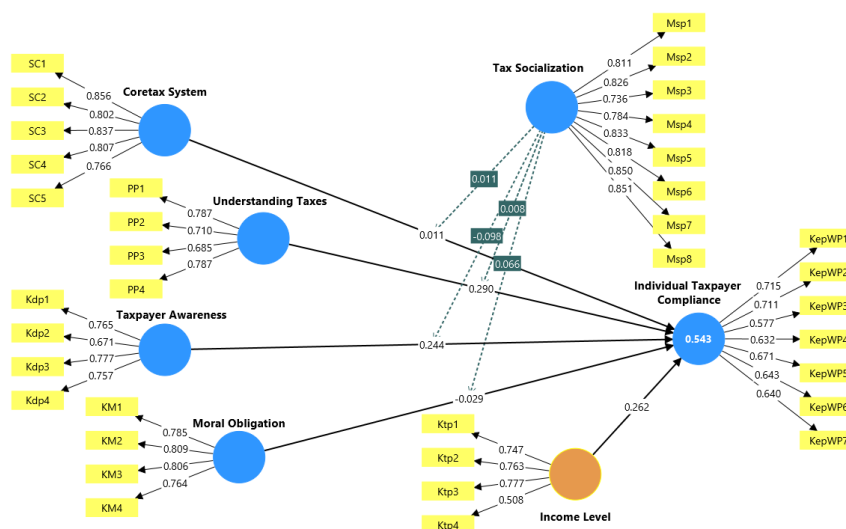 Msp1
Tax Socialization
Msp2
SC1
Coretax System
0.811
0.826
Msp3
SC2
0.856
0.736
0.802
0.784
Msp4
SC3
0.837
0.833
0.807
0.818
Msp5
SC4
0.766
0.850
SC5
0.851
Msp6
PP1
Understanding Taxes
0.011
0.787
0.008
Msp7
PP2
0.710
0.011
-0.098
KepWP1
PP3
0.685
Msp8
0.787
0.066
PP4
Individual Taxpayer
Compliance
0.715
KepWP2
0.290
0.711
Kdp1
Taxpayer Awareness
0.577
KepWP3
0.765
Kdp2
0.671
0.244
0.543
0.632
KepWP4
Kdp3
0.777
0.671
0.757
0.643
KepWP5
Kdp4
0.640
KM1
-0.029
KepWP6
Moral Obligation
0.785
0.262
KM2
0.809
Ktp1
KepWP7
0.806
0.747
KM3
0.764
Ktp2
0.763
KM4
0.777
Ktp3
0.508
Ktp4
Income Level